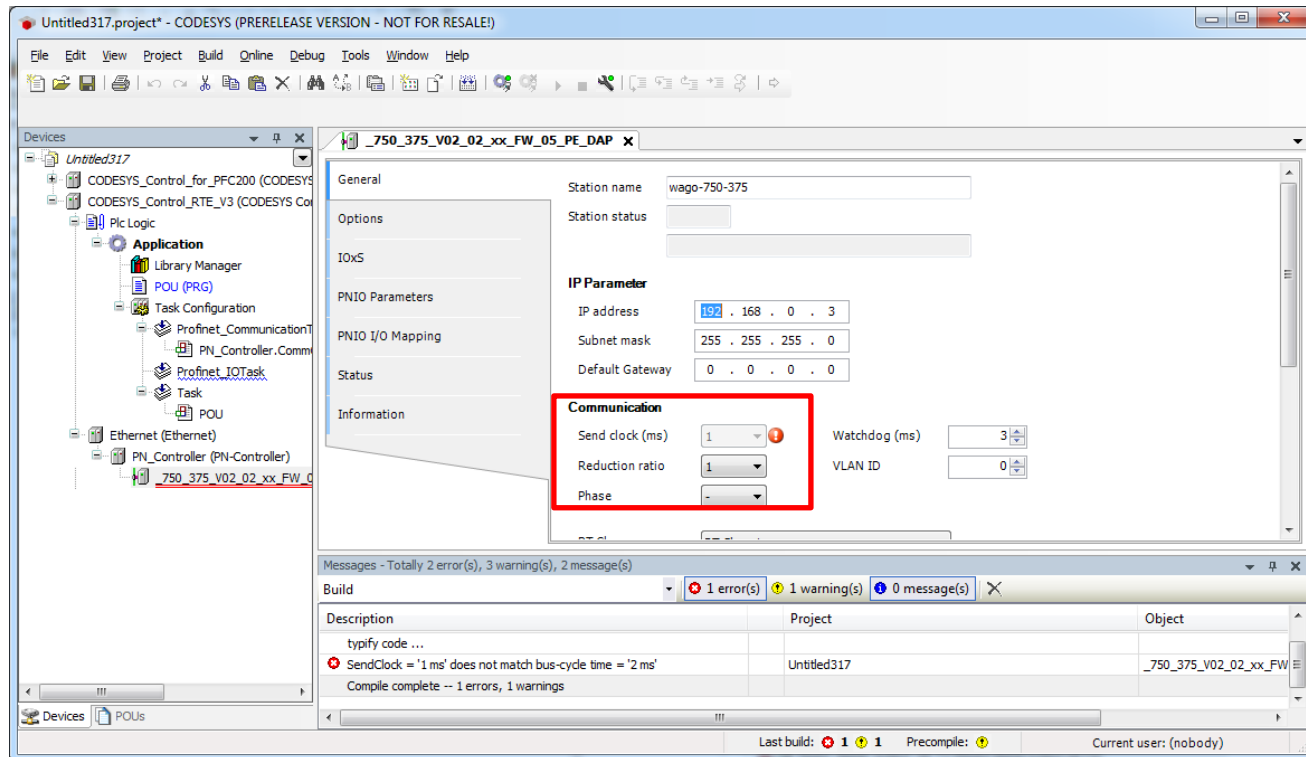 Untitled317.project* - CODESYS (PRERELEASE VERSION - NOT FOR RESALE!)
File Edit View Project Build Online Debug Tools Window Help
Devices
Untitled317
CODESYS_Control_for_PFC200 (CODESYS
CODESYS_Control_RTE_V3 (CODESYS Co
Plc Logic
Application
Library Manager
POU (PRG)
Task Configuration
Profinet_CommunicationT
PN_Controller.Comm
Profinet_IOTask
Task
POU
Ethernet (Ethernet)
PN_Controller (PN-Controller)
_750_375_V02_02_xx_FW_0
Devices POUs
_750_375_V02_02_xx_FW_05_PE_DAP
General
Options
IOxS
PNIO Parameters
PNIO I/O Mapping
Status
Information
Station name wago-750-375
Station status
IP Parameter
IP address 192 . 168 . 0 . 3
Subnet mask 255 . 255 . 255 . 0
Default Gateway 0 . 0 . 0 . 0
Communication
Send clock (ms) 1 Watchdog (ms) 3
Reduction ratio 1 VLAN ID 0
Phase -
Messages - Totally 2 error(s), 3 warning(s), 2 message(s)
Build 1 error(s) 1 warning(s) 0 message(s)
Description Project Object
typify code ...
SendClock = '1 ms' does not match bus-cycle time = '2 ms' Untitled317 _750_375_V02_02_xx_FW
Compile complete -- 1 errors, 1 warnings
Last build: 1 1 Precompile: Current user: (nobody)